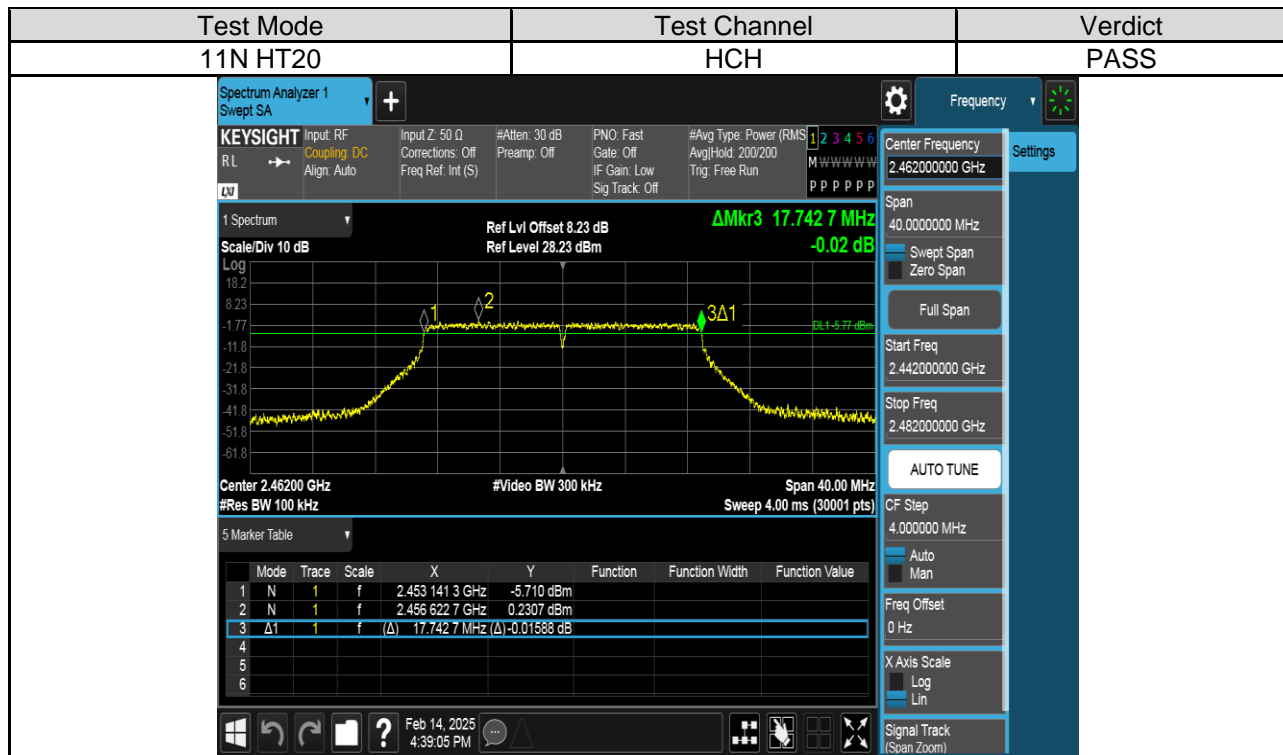 Test Mode Test Channel Verdict
11N HT20 HCH PASS
Spectrum Analyzer 1
Swept SA
+
Frequency
KEYSIGHT Input: RF Input Z: 50 Ω #Atten: 30 dB PNO: Fast #Avg Type: Power (RMS 1 2 3 4 5 6
RL Coupling: DC Corrections: Off Preamp: Off Gate: Off Avg|Hold: 200/200 M W W W W W
Align: Auto Freq Ref: Int (S) IF Gain: Low Trig: Free Run
LXI Sig Track: Off P P P P P P
1 Spectrum
Ref Lvl Offset 8.23 dB ΔMkr3 17.742 7 MHz
Scale/Div 10 dB Ref Level 28.23 dBm -0.02 dB
Log
18.2
8.23
-1.77
-11.8
-21.8
-31.8
-41.8
-51.8
-61.8
1
2
3Δ1
DL1 -5.77 dBm
Center 2.46200 GHz #Video BW 300 kHz Span 40.00 MHz
#Res BW 100 kHz Sweep 4.00 ms (30001 pts)
5 Marker Table
Mode Trace Scale X Y Function Function Width Function Value
1 N 1 f 2.453 141 3 GHz -5.710 dBm
2 N 1 f 2.456 622 7 GHz 0.2307 dBm
3 Δ1 1 f (Δ) 17.742 7 MHz (Δ) -0.01588 dB
4
5
6
Feb 14, 2025
4:39:05 PM
Center Frequency
2.462000000 GHz
Settings
Span
40.0000000 MHz
Swept Span
Zero Span
Full Span
Start Freq
2.442000000 GHz
Stop Freq
2.482000000 GHz
AUTO TUNE
CF Step
4.000000 MHz
Auto
Man
Freq Offset
0 Hz
X Axis Scale
Log
Lin
Signal Track
(Span Zoom)